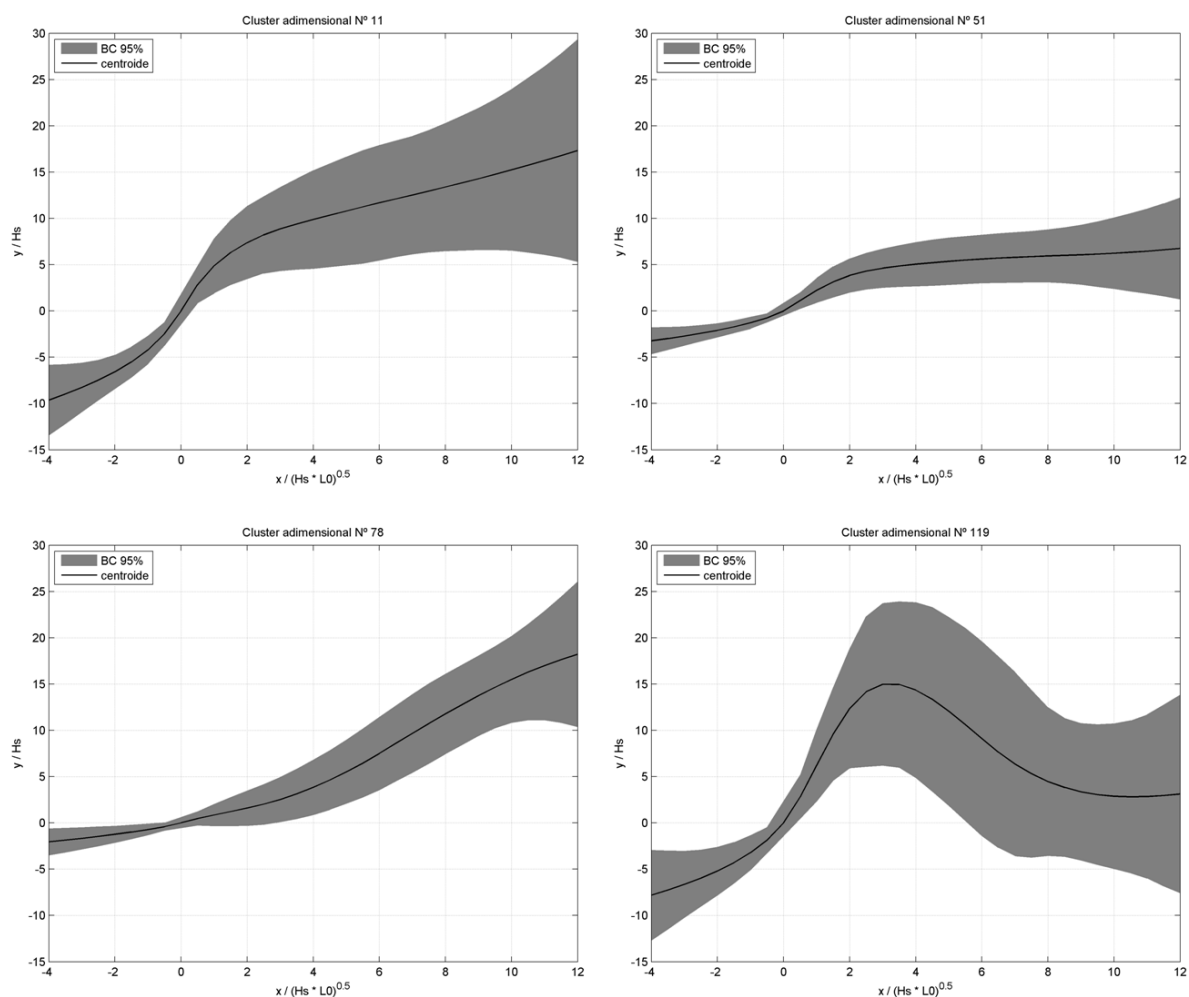 Cluster adimensional Nº 11
BC 95%
centroide
30
25
20
15
10
5
0
-5
-10
-15
y / Hs
-4 -2 0 2 4 6 8 10 12
x / (Hs * L0)^0.5
Cluster adimensional Nº 51
BC 95%
centroide
30
25
20
15
10
5
0
-5
-10
-15
y / Hs
-4 -2 0 2 4 6 8 10 12
x / (Hs * L0)^0.5
Cluster adimensional Nº 78
BC 95%
centroide
30
25
20
15
10
5
0
-5
-10
-15
y / Hs
-4 -2 0 2 4 6 8 10 12
x / (Hs * L0)^0.5
Cluster adimensional Nº 119
BC 95%
centroide
30
25
20
15
10
5
0
-5
-10
-15
y / Hs
-4 -2 0 2 4 6 8 10 12
x / (Hs * L0)^0.5